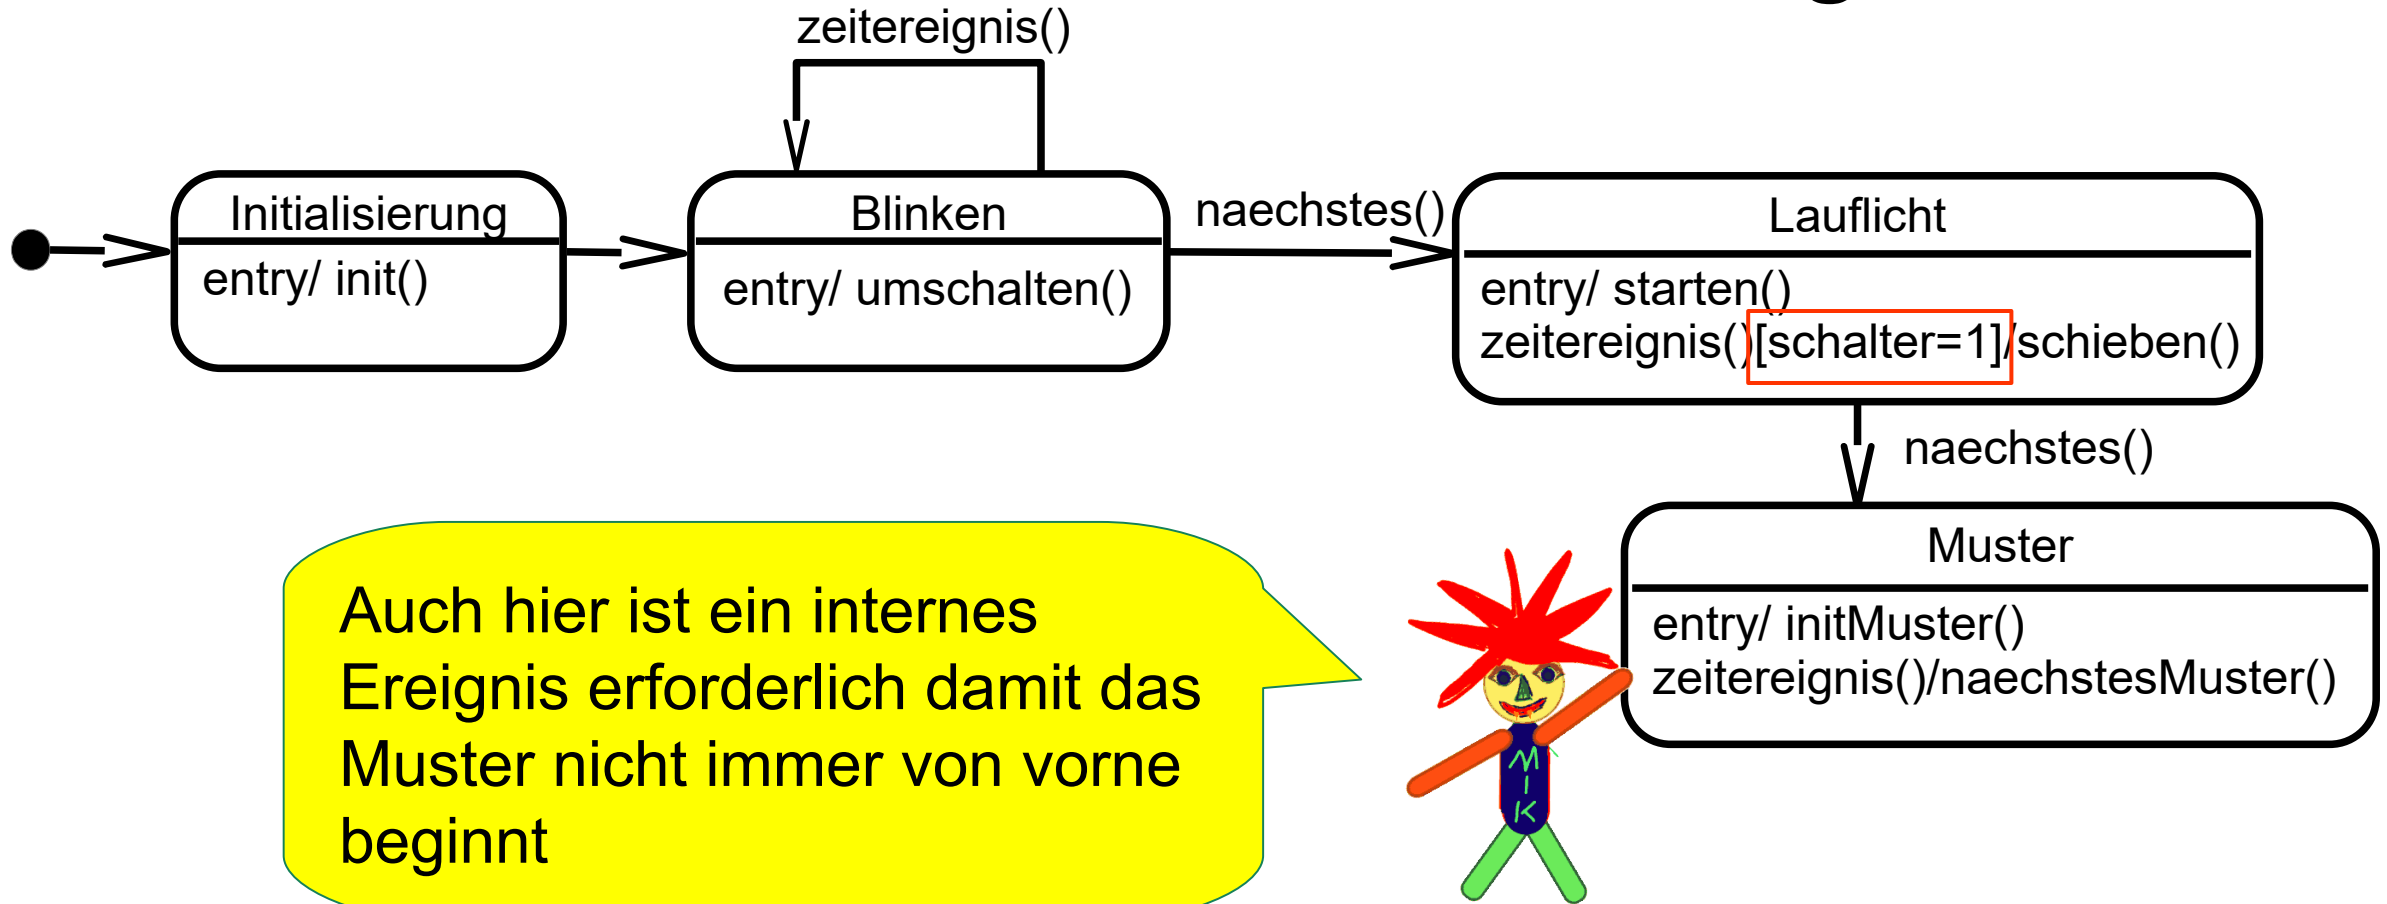 zeitereignis()
Initialisierung
entry/ init()
Blinken
entry/ umschalten()
naechstes()
Lauflicht
entry/ starten()
zeitereignis()[schalter=1]/schieben()
naechstes()
Muster
entry/ initMuster()
zeitereignis()/naechstesMuster()
Auch hier ist ein internes
Ereignis erforderlich damit das
Muster nicht immer von vorne
beginnt
MIK